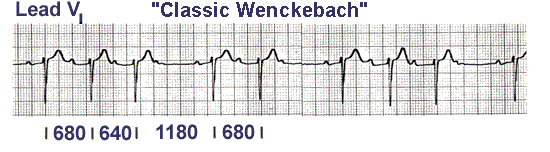 Lead V₁ "Classic Wenckebach"
| 680 | 640 | 1180 | 680 |